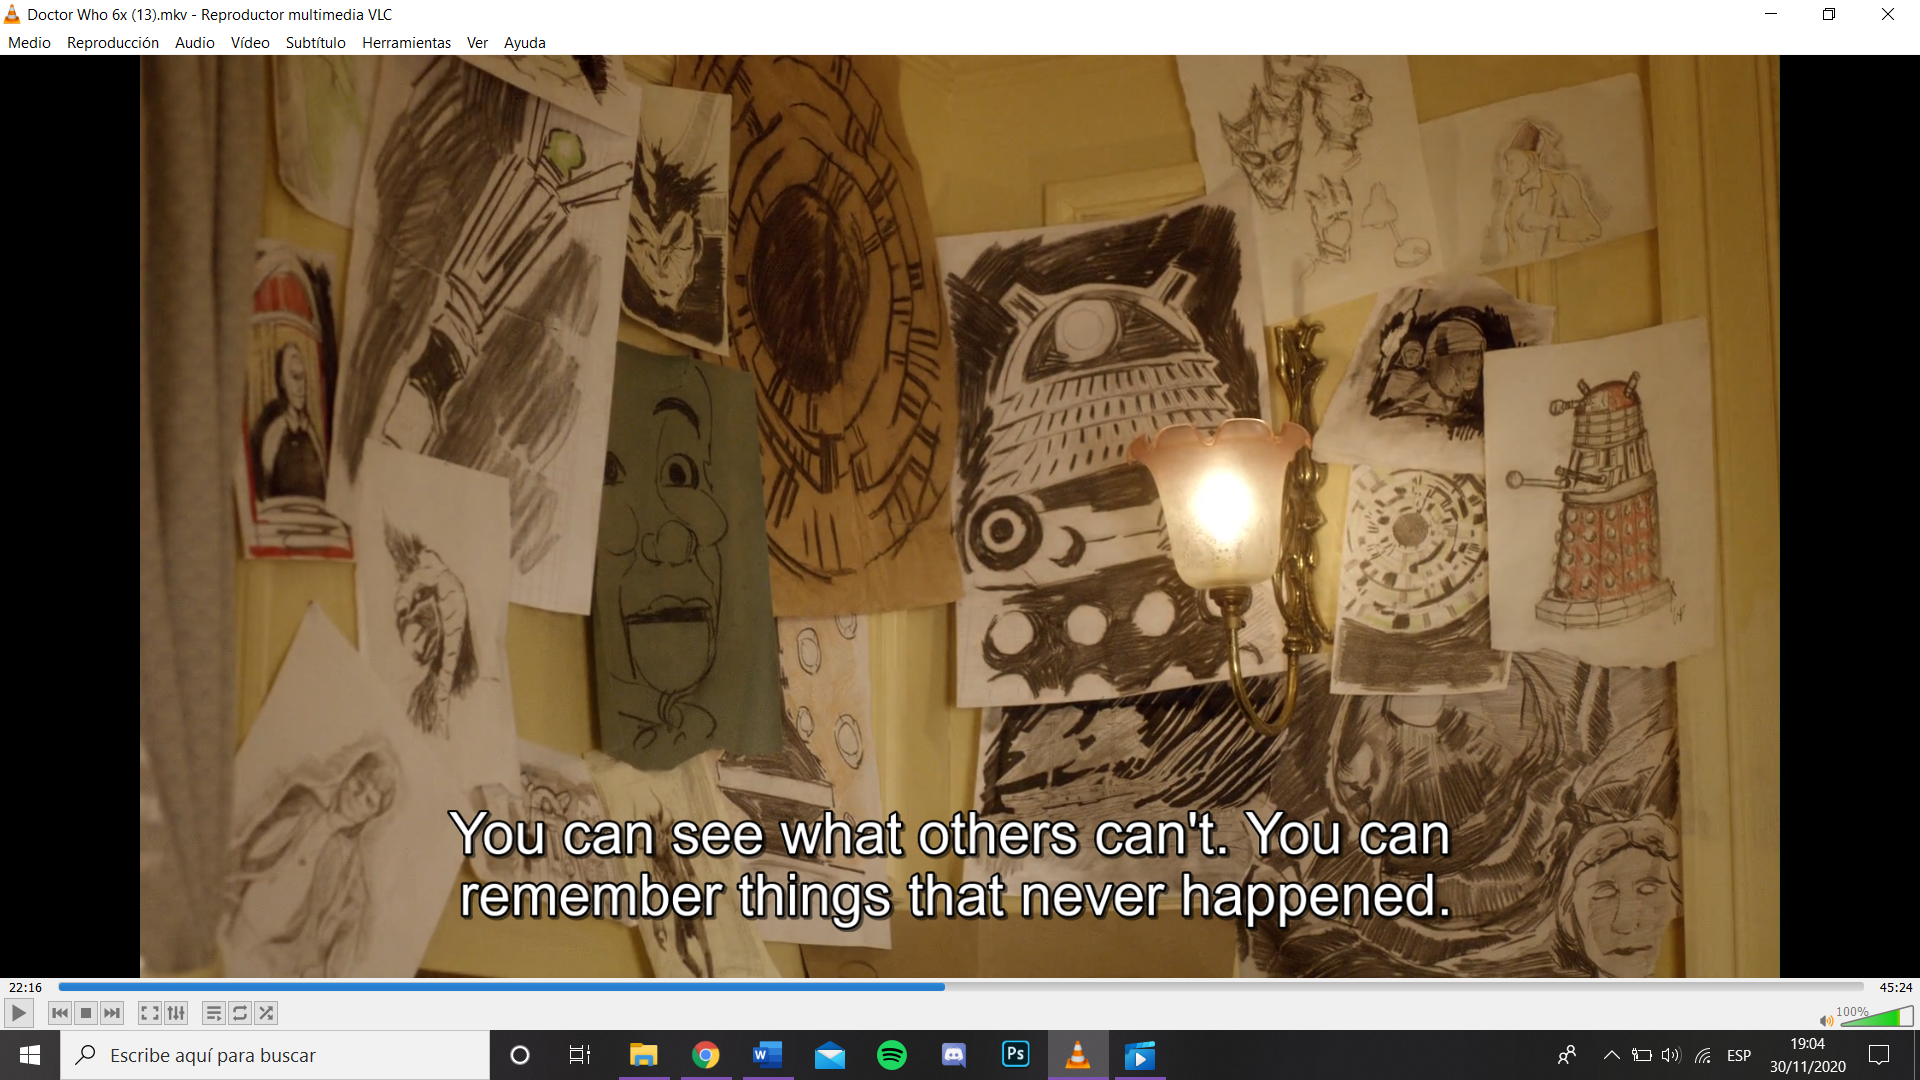 Doctor Who 6x (13).mkv - Reproductor multimedia VLC
Medio Reproducción Audio Vídeo Subtítulo Herramientas Ver Ayuda
You can see what others can't. You can
remember things that never happened.
22:16
45:24
100%
Escribe aquí para buscar
W
Ps
ESP
19:04
30/11/2020